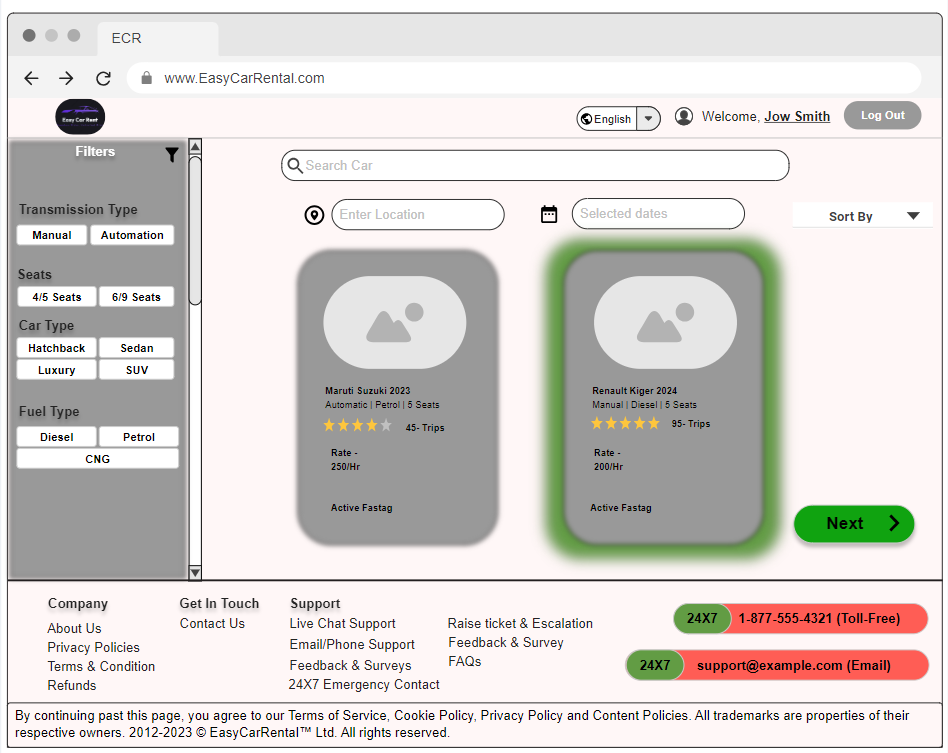 ECR
www.EasyCarRental.com
Easy Car Rent
English
Welcome, Jow Smith
Log Out
Filters
Search Car
Enter Location
Selected dates
Sort By
Transmission Type
Manual
Automation
Seats
4/5 Seats
6/9 Seats
Car Type
Hatchback
Sedan
Luxury
SUV
Fuel Type
Diesel
Petrol
CNG
Maruti Suzuki 2023
Automatic | Petrol | 5 Seats
45- Trips
Rate -
250/Hr
Active Fastag
Renault Kiger 2024
Manual | Diesel | 5 Seats
95- Trips
Rate -
200/Hr
Active Fastag
Next
Company
About Us
Privacy Policies
Terms & Condition
Refunds
Get In Touch
Contact Us
Support
Live Chat Support
Email/Phone Support
Feedback & Surveys
24X7 Emergency Contact
Raise ticket & Escalation
Feedback & Survey
FAQs
24X7 1-877-555-4321 (Toll-Free)
24X7 support@example.com (Email)
By continuing past this page, you agree to our Terms of Service, Cookie Policy, Privacy Policy and Content Policies. All trademarks are properties of their
respective owners. 2012-2023 © EasyCarRental™ Ltd. All rights reserved.